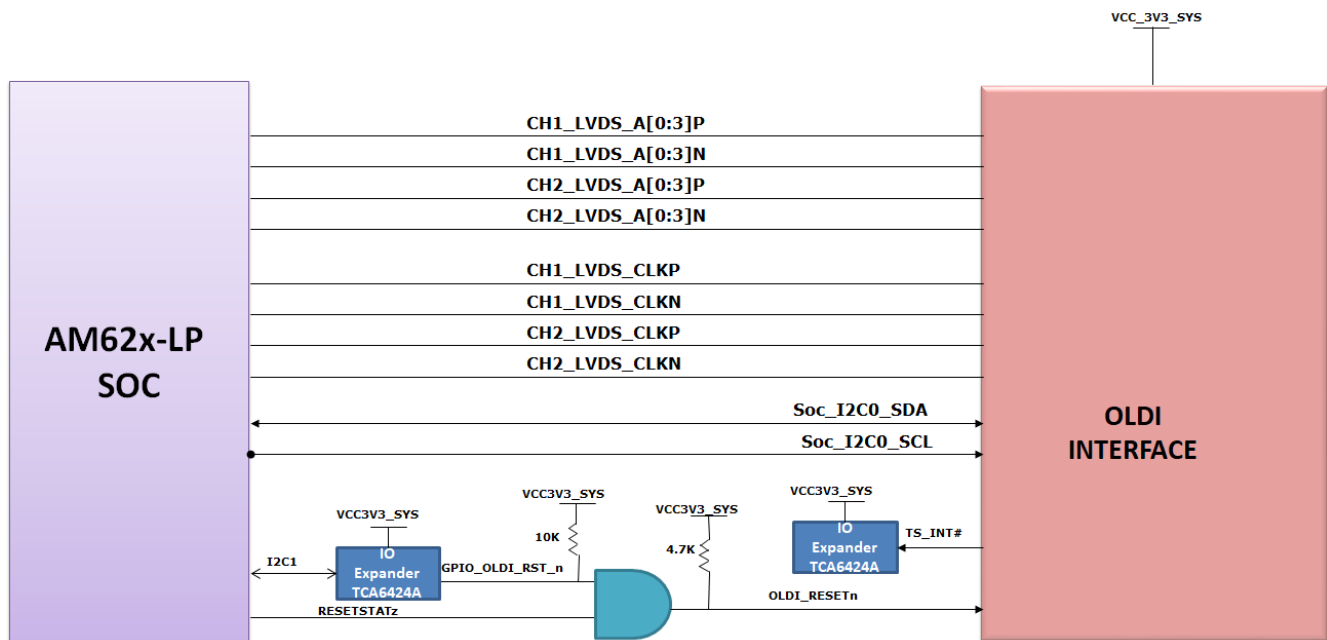 VCC_3V3_SYS
CH1_LVDS_A[0:3]P
CH1_LVDS_A[0:3]N
CH2_LVDS_A[0:3]P
CH2_LVDS_A[0:3]N
CH1_LVDS_CLKP
CH1_LVDS_CLKN
CH2_LVDS_CLKP
CH2_LVDS_CLKN
AM62x-LP
SOC
OLDI
INTERFACE
Soc_I2C0_SDA
Soc_I2C0_SCL
VCC3V3_SYS
IO
Expander
TCA6424A
I2C1
GPIO_OLDI_RST_n
RESETSTATz
VCC3V3_SYS
10K
VCC3V3_SYS
4.7K
VCC3V3_SYS
IO
Expander
TCA6424A
TS_INT#
OLDI_RESETn